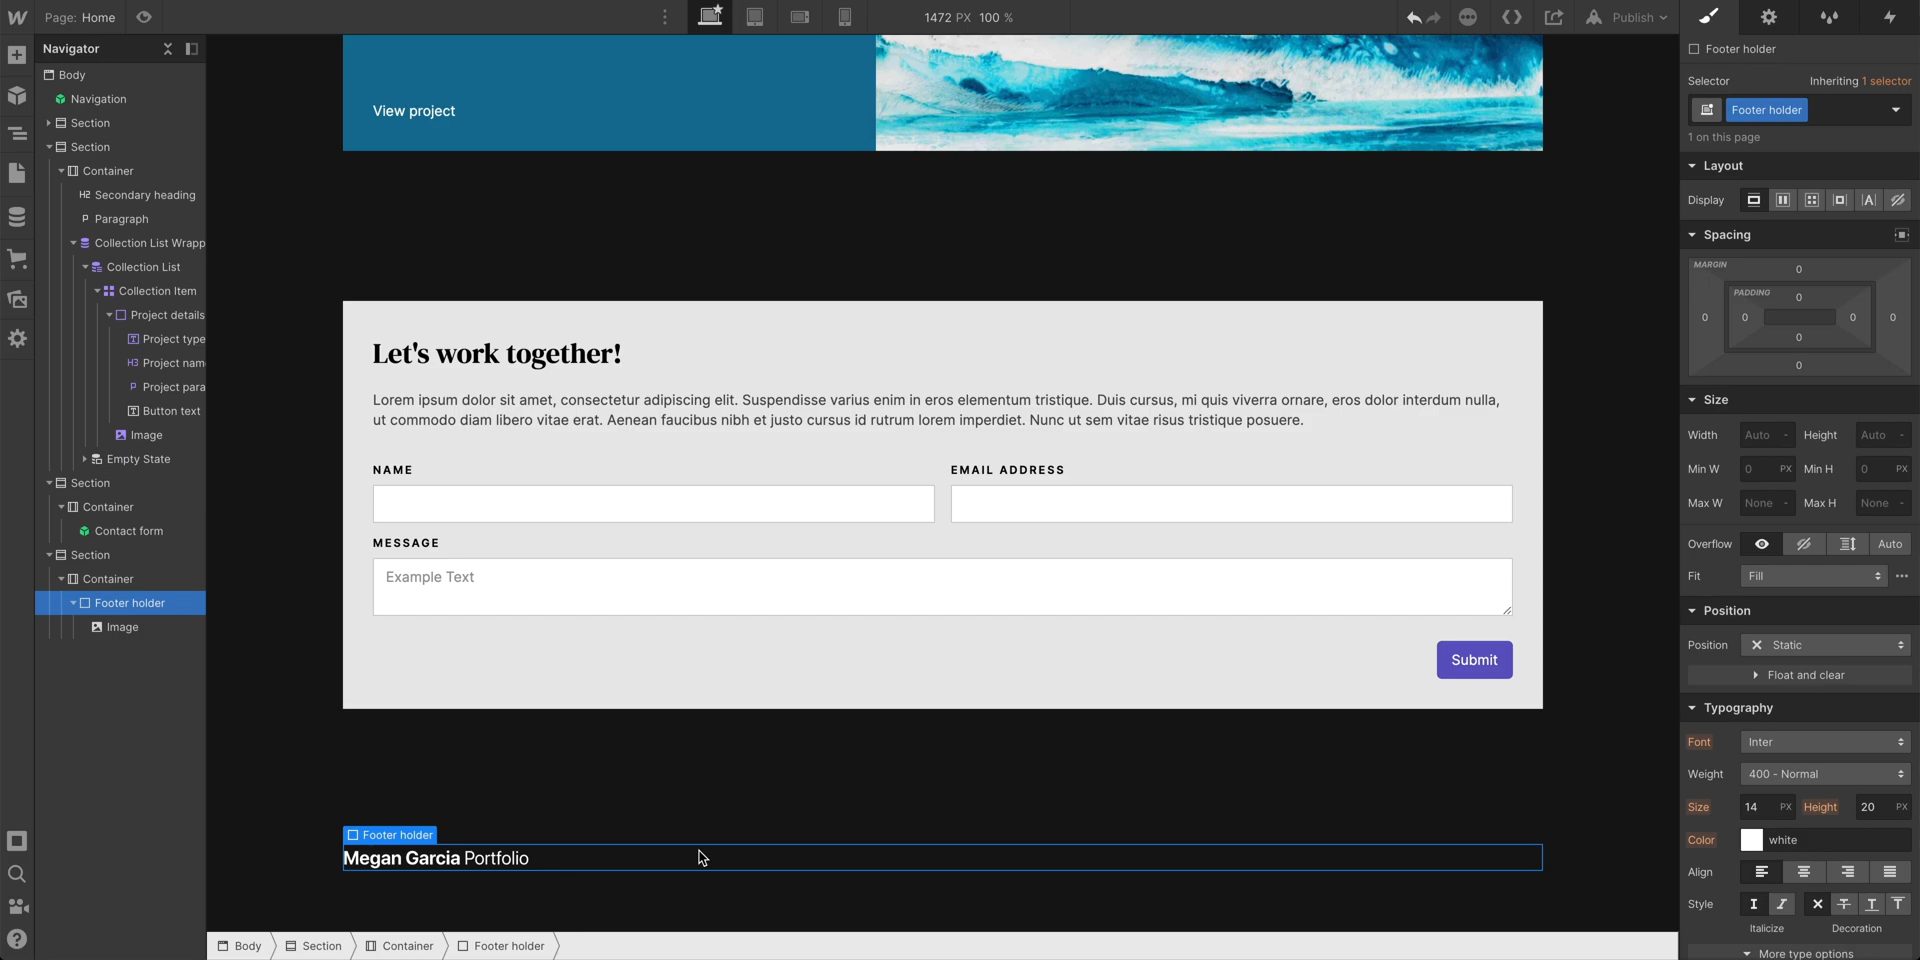 Page: Home
1472 PX 100 %
Publish
Navigator
Body
Navigation
Section
Section
Container
H2 Secondary heading
P Paragraph
Collection List Wrapp
Collection List
Collection Item
Project details
Project type
H3 Project nam
P Project para
Button text
Image
Empty State
Section
Container
Contact form
Section
Container
Footer holder
Image
View project
Let's work together!
Lorem ipsum dolor sit amet, consectetur adipiscing elit. Suspendisse varius enim in eros elementum tristique. Duis cursus, mi quis viverra ornare, eros dolor interdum nulla,
ut commodo diam libero vitae erat. Aenean faucibus nibh et justo cursus id rutrum lorem imperdiet. Nunc ut sem vitae risus tristique posuere.
NAME EMAIL ADDRESS
MESSAGE
Example Text
Submit
Footer holder
Megan Garcia Portfolio
Body Section Container Footer holder
Footer holder
Selector Inheriting 1 selector
Footer holder
1 on this page
Layout
Display
Spacing
MARGIN 0
PADDING 0
0 0 0 0
0
0
Size
Width Auto - Height Auto -
Min W 0 PX Min H 0 PX
Max W None - Max H None -
Overflow Auto
Fit Fill
Position
Position Static
Float and clear
Typography
Font Inter
Weight 400 - Normal
Size 14 PX Height 20 PX
Color white
Align
Style
Italicize Decoration
More type options